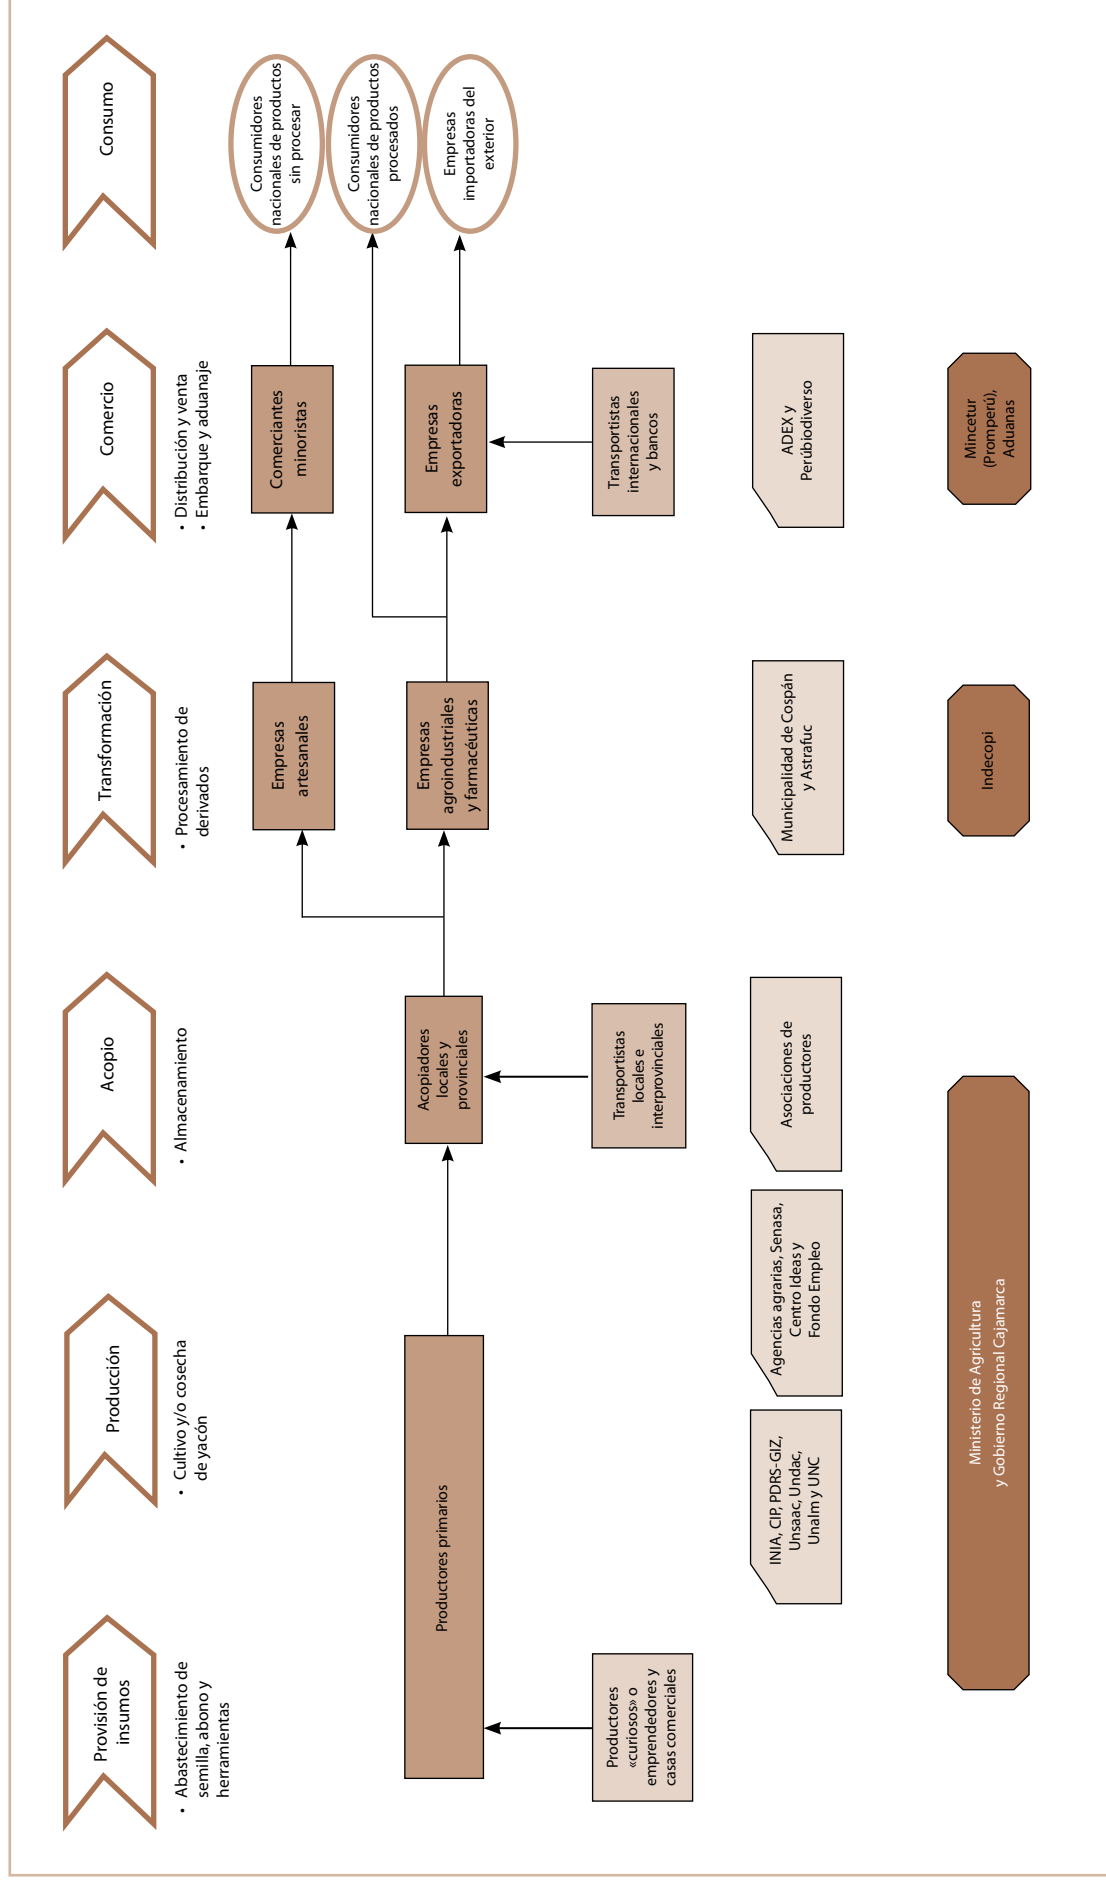 Provisión de
insumos
Producción
Acopio
Transformación
Comercio
Consumo
• Abastecimiento de
semilla, abono y
herramientas
• Cultivo y/o cosecha
de yacón
• Almacenamiento
• Procesamiento de
derivados
• Distribución y venta
• Embarque y aduanaje
Empresas
artesanales
Comerciantes
minoristas
Consumidores
nacionales de productos
sin procesar
Consumidores
nacionales de productos
procesados
Productores primarios
Acopiadores
locales y
provinciales
Empresas
agroindustriales
y farmacéuticas
Empresas
exportadoras
Empresas
importadoras del
exterior
Productores
«curiosos» o
emprendedores y
casas comerciales
Transportistas
locales e
interprovinciales
Transportistas
internacionales
y bancos
INIA, CIP, PDRS-GIZ,
Unsaac, Undac,
Unalm y UNC
Agencias agrarias, Senasa,
Centro Ideas y
Fondo Empleo
Asociaciones de
productores
Municipalidad de Cospán
y Astrafuc
ADEX y
Perúbiodiverso
Ministerio de Agricultura
y Gobierno Regional Cajamarca
Indecopi
Mincetur
(Promperú),
Aduanas